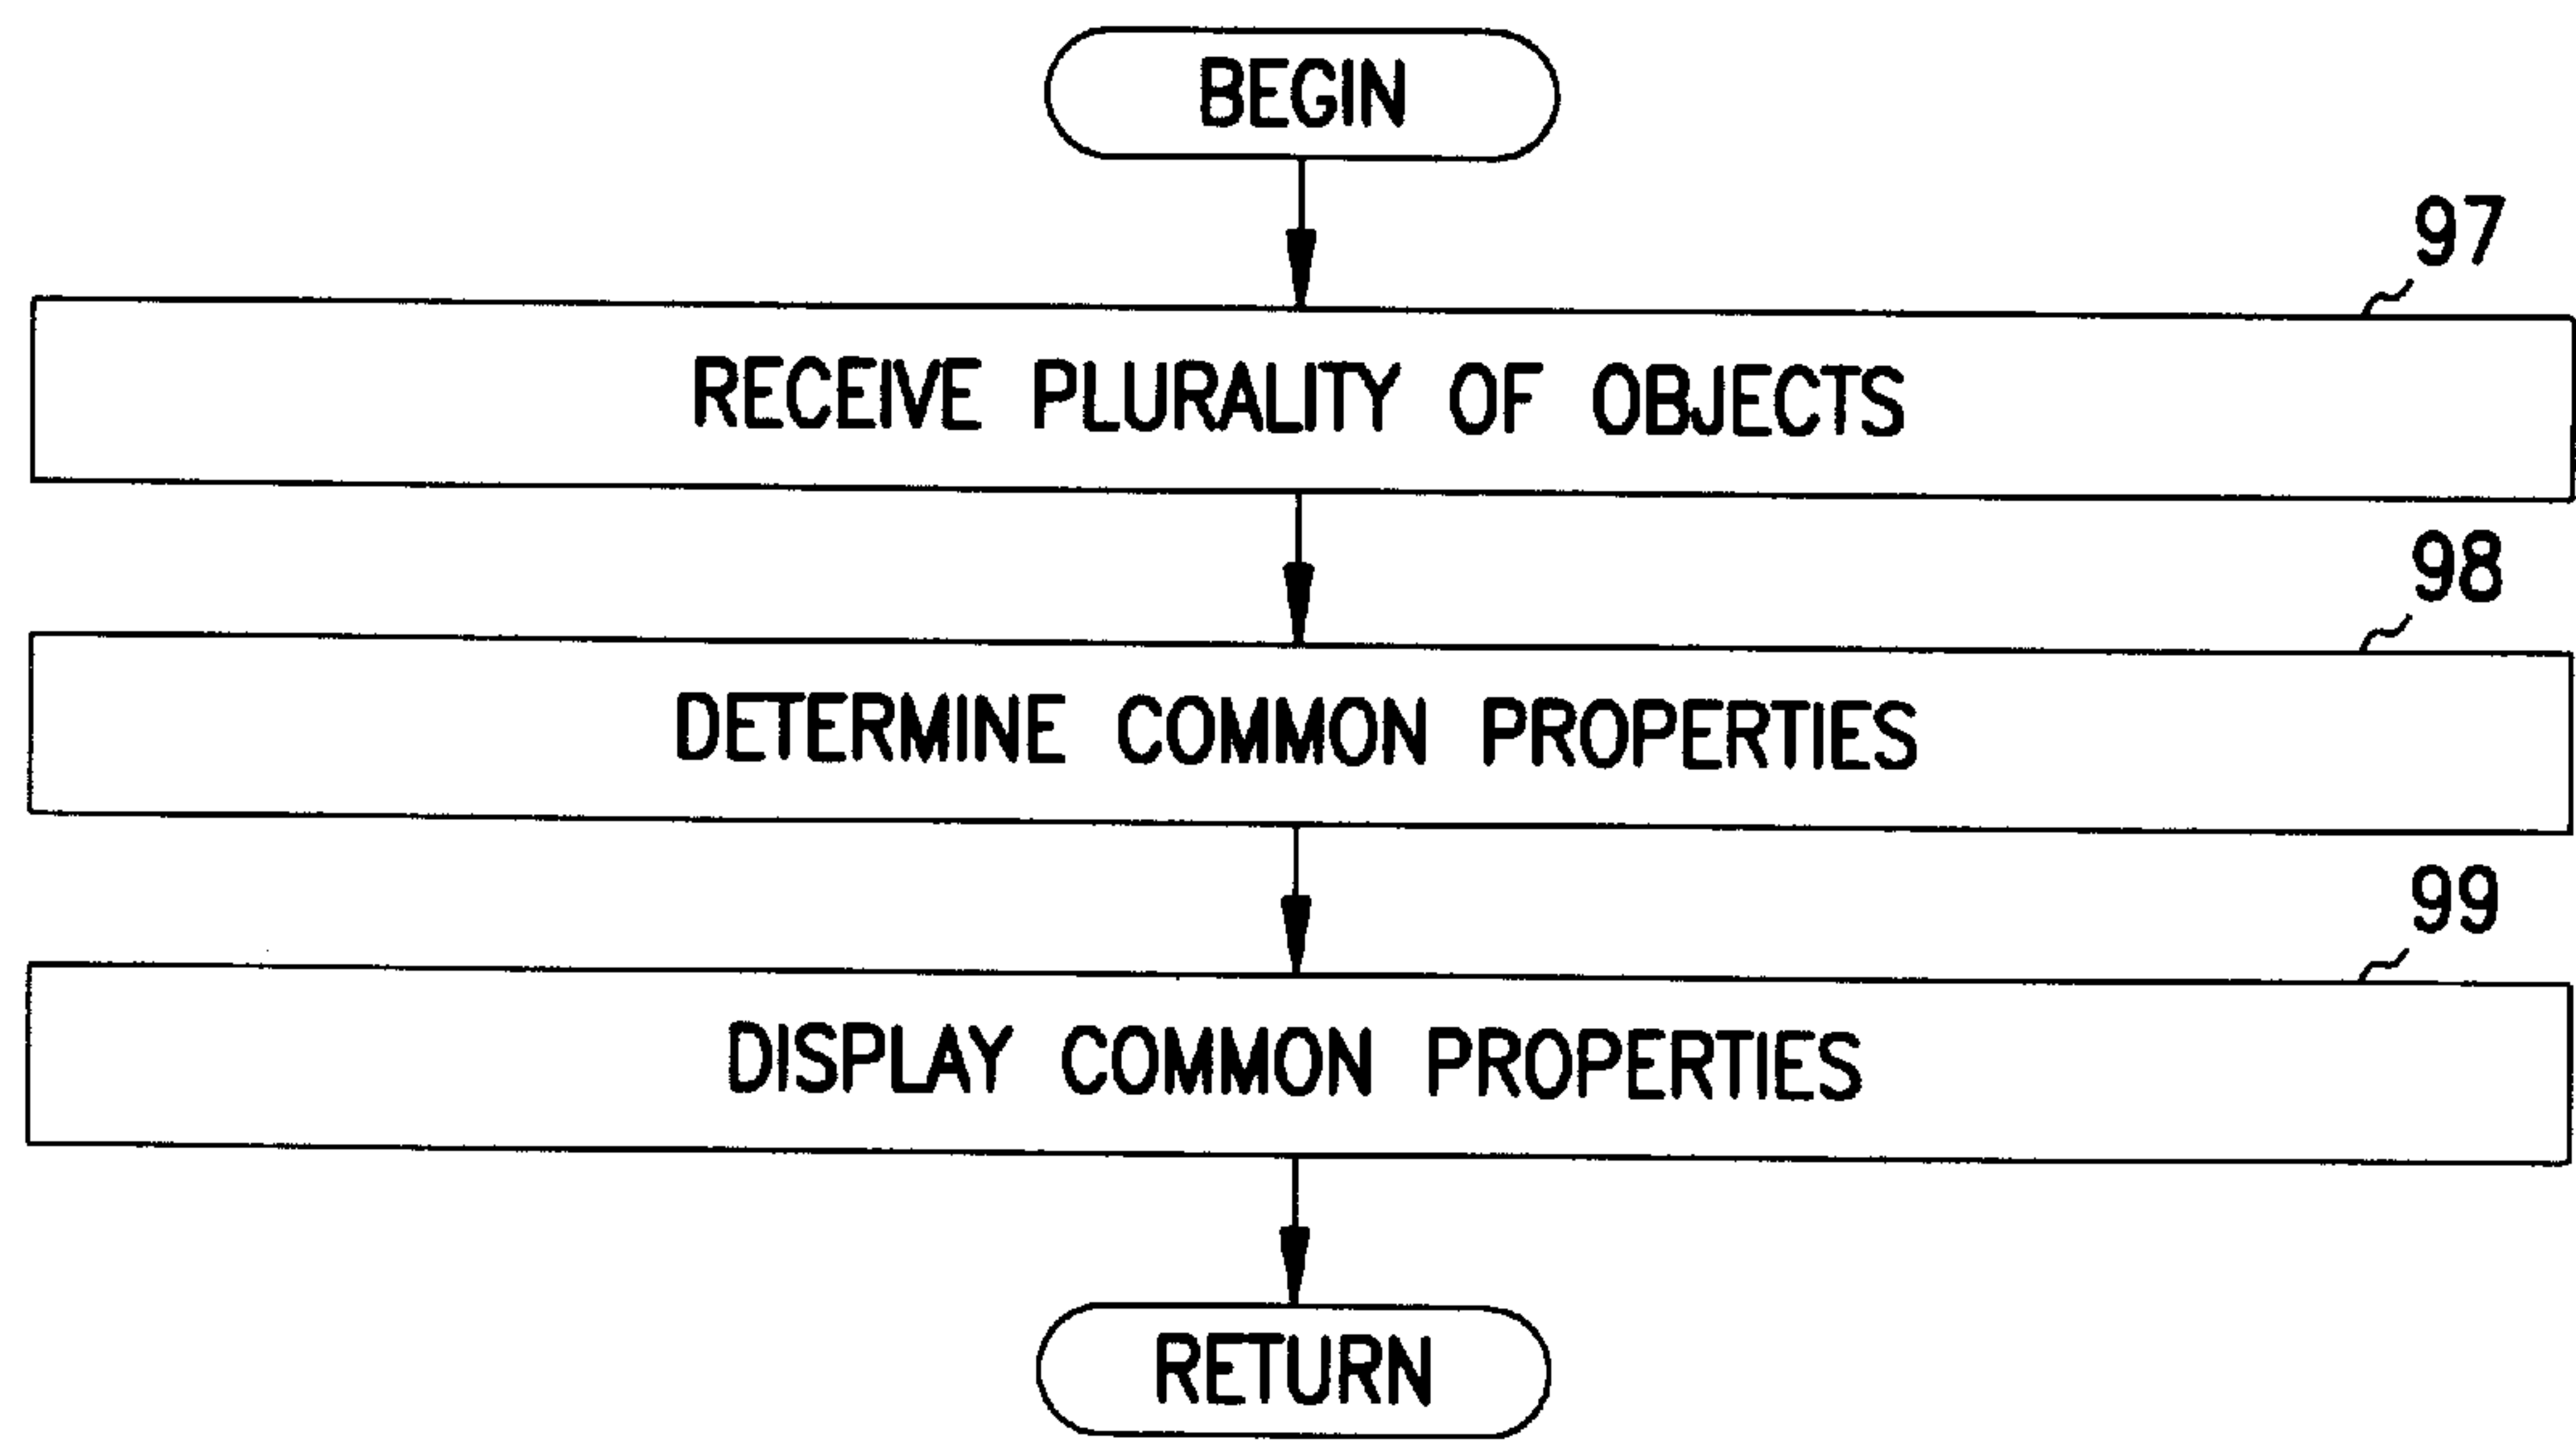 BEGIN
97
RECEIVE PLURALITY OF OBJECTS
98
DETERMINE COMMON PROPERTIES
99
DISPLAY COMMON PROPERTIES
RETURN